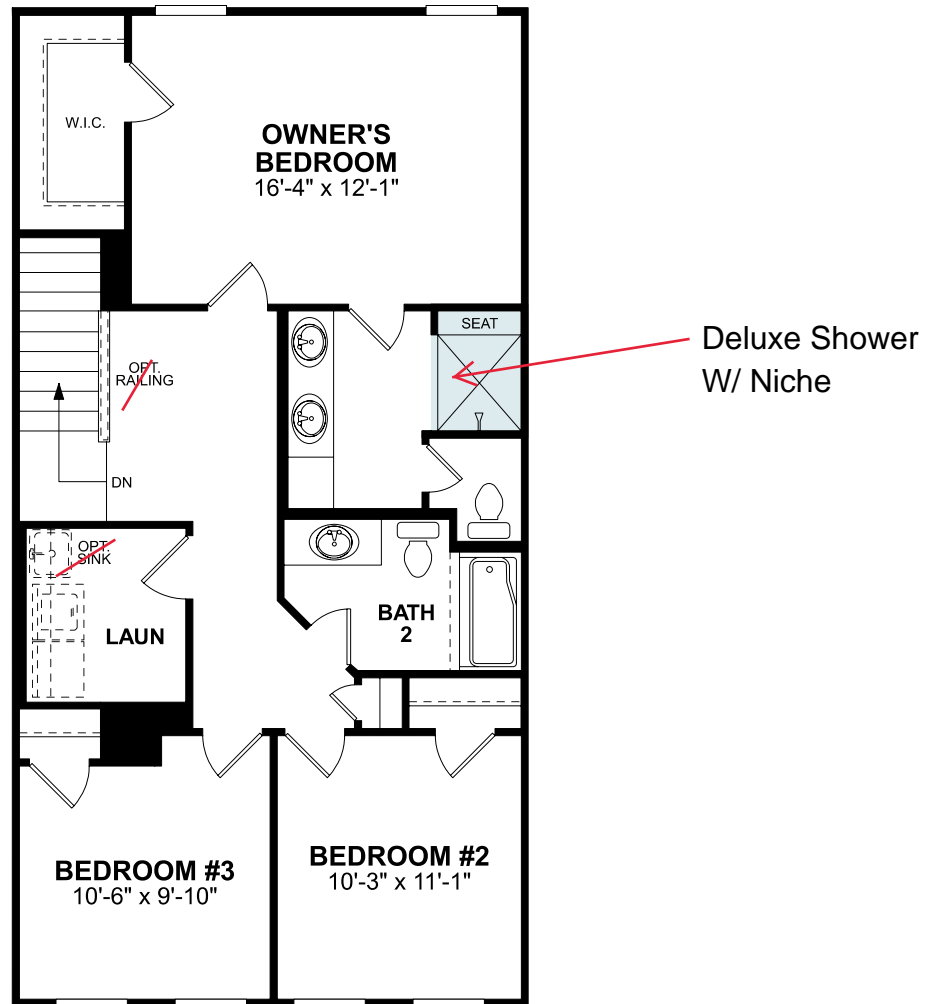 W.I.C.
OWNER'S
BEDROOM
16'-4" x 12'-1"
SEAT
Deluxe Shower
W/ Niche
OPT.
RAILING
DN
OPT.
SINK
LAUN
BATH
2
BEDROOM #3
10'-6" x 9'-10"
BEDROOM #2
10'-3" x 11'-1"